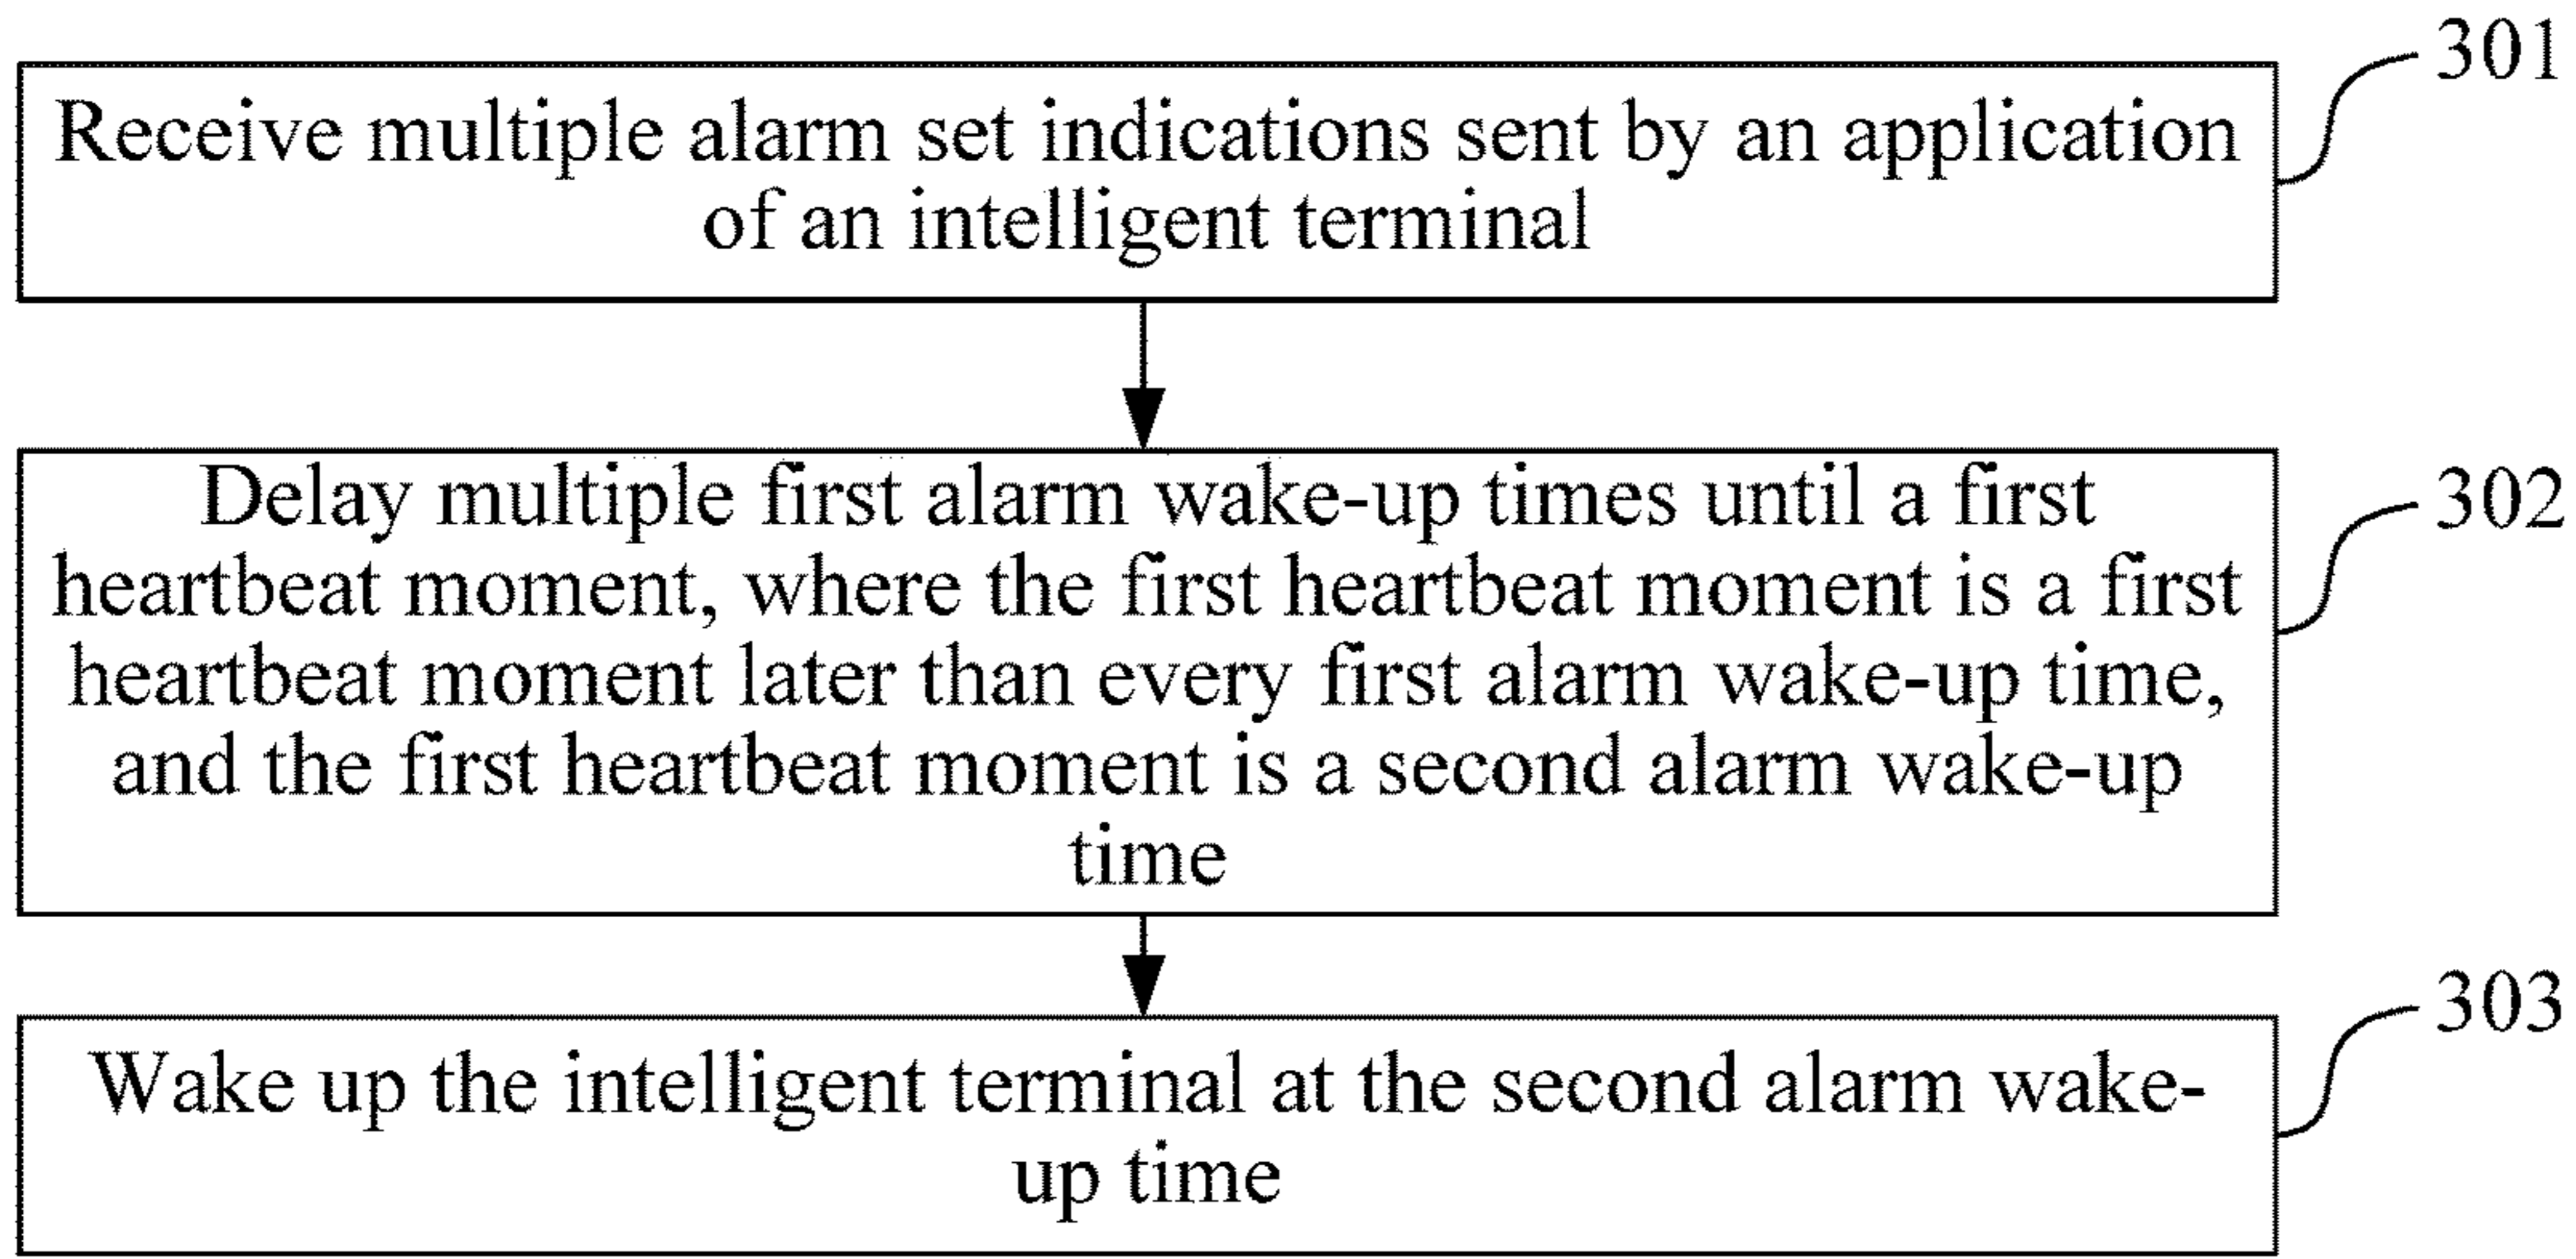 301
Receive multiple alarm set indications sent by an application
of an intelligent terminal
302
Delay multiple first alarm wake-up times until a first
heartbeat moment, where the first heartbeat moment is a first
heartbeat moment later than every first alarm wake-up time,
and the first heartbeat moment is a second alarm wake-up
time
303
Wake up the intelligent terminal at the second alarm wake-
up time